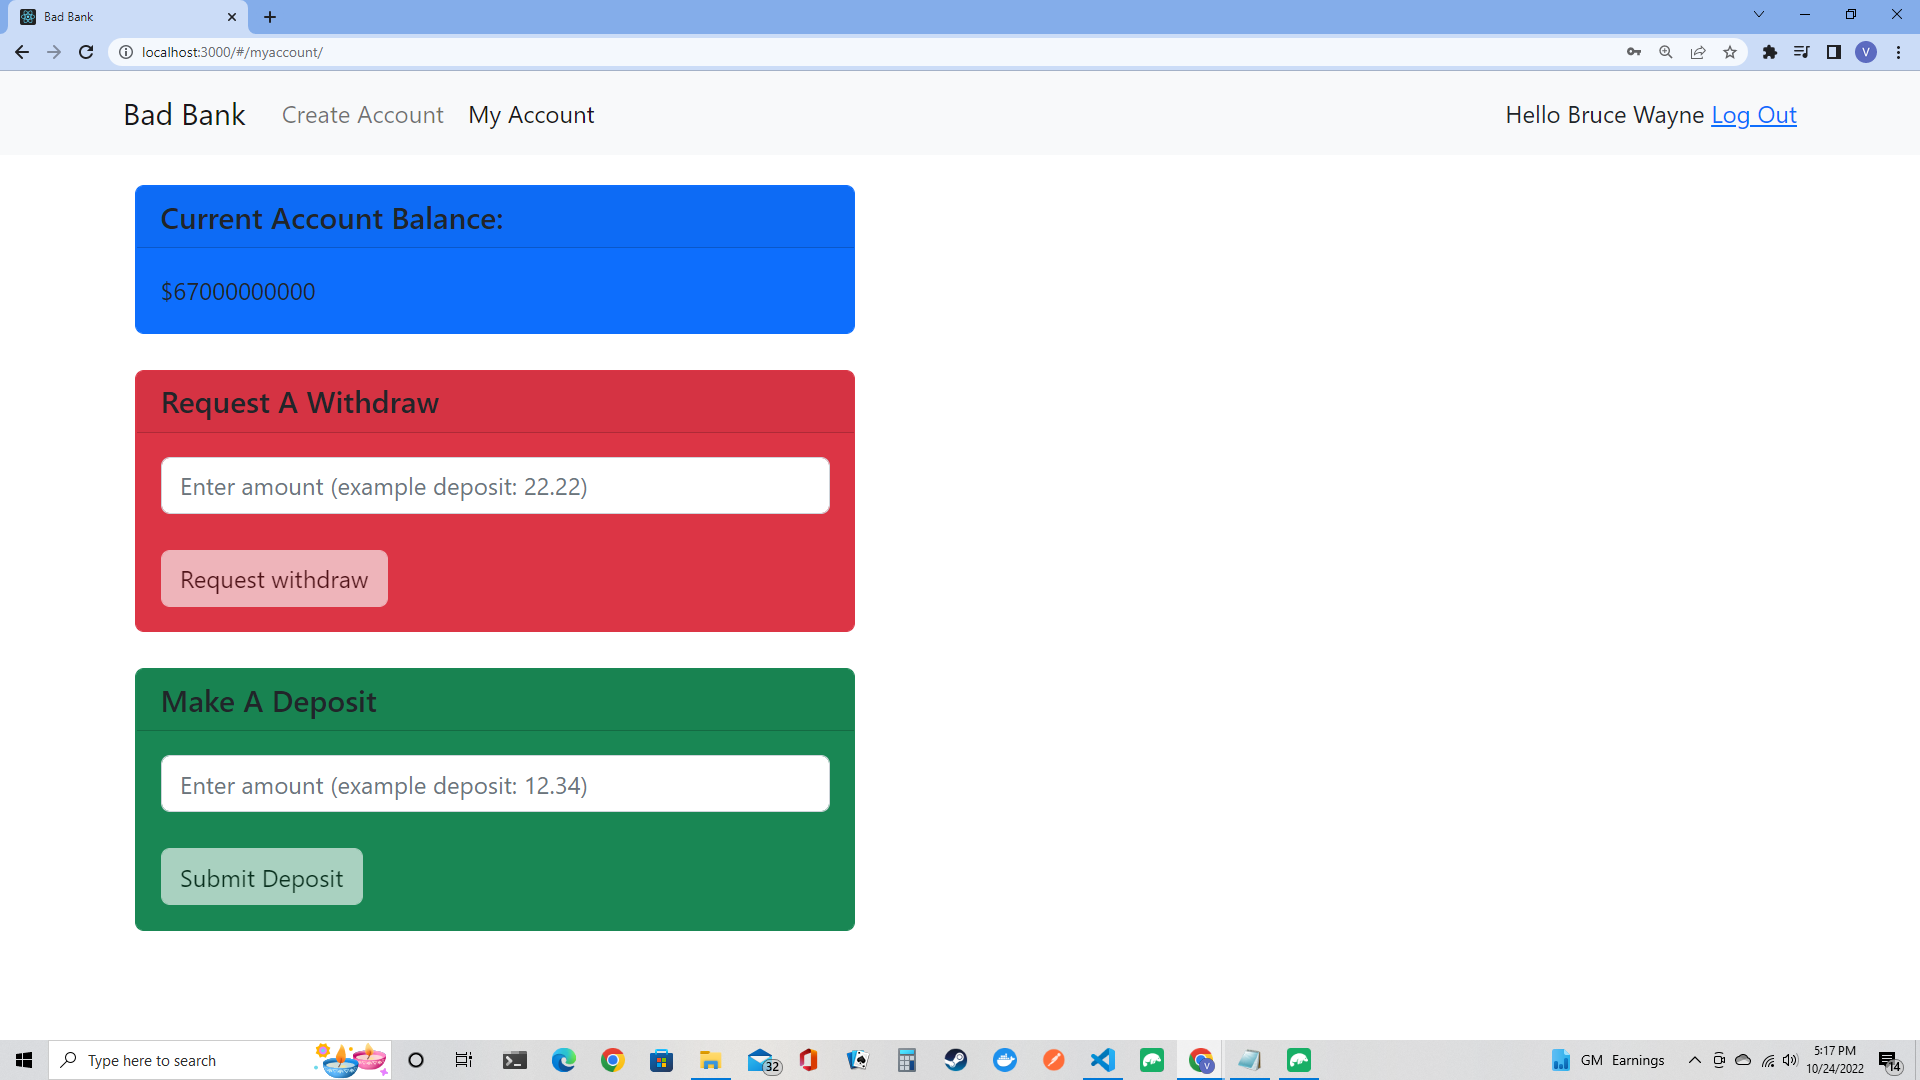 Bad Bank
localhost:3000/#/myaccount/
V
Bad Bank Create Account My Account Hello Bruce Wayne Log Out
Current Account Balance:
$67000000000
Request A Withdraw
Enter amount (example deposit: 22.22)
Request withdraw
Make A Deposit
Enter amount (example deposit: 12.34)
Submit Deposit
Type here to search
32
V
GM Earnings
5:17 PM
10/24/2022
14